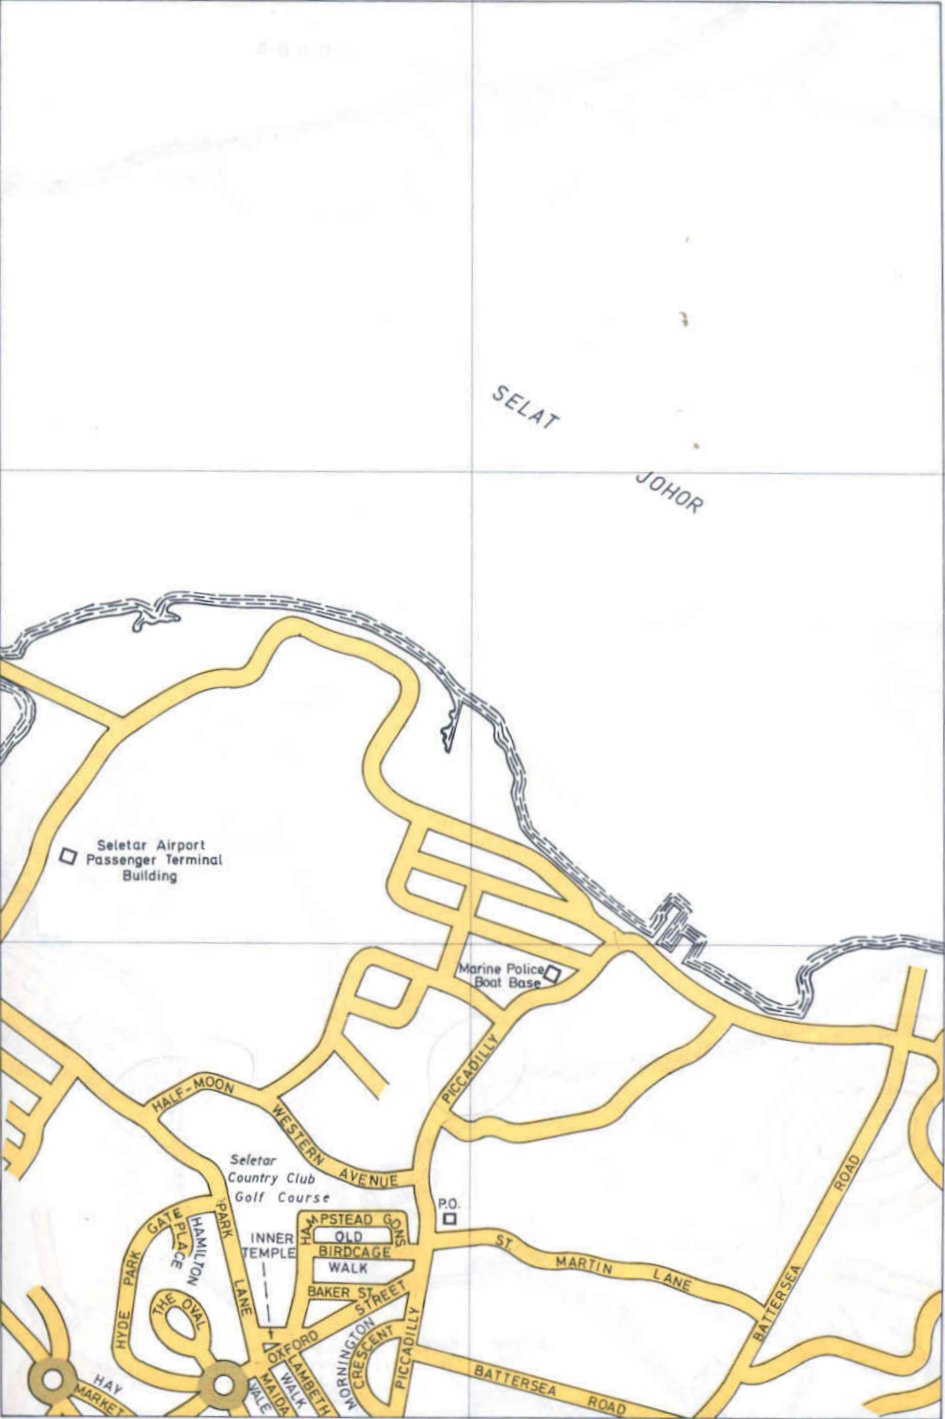 SELAT
JOHOR
Seletar Airport
Passenger Terminal
Building
Marine Police
Boat Base
PICCADILLY
HALF-MOON
WESTERN AVENUE
Seletar
Country Club
Golf Course
P.O.
PARK LANE
HYDE PARK GATE
HAMILTON
PLACE
THE OVAL
INNER
TEMPLE
HAMPSTEAD GDNS
OLD
BIRDCAGE
WALK
BAKER ST.
OXFORD STREET
MORNINGTON
CRESCENT
PICCADILLY
LAMBETH
WALK
MAIDA
VALE
HAY
MARKET
ST. MARTIN LANE
BATTERSEA ROAD
BATTERSEA ROAD